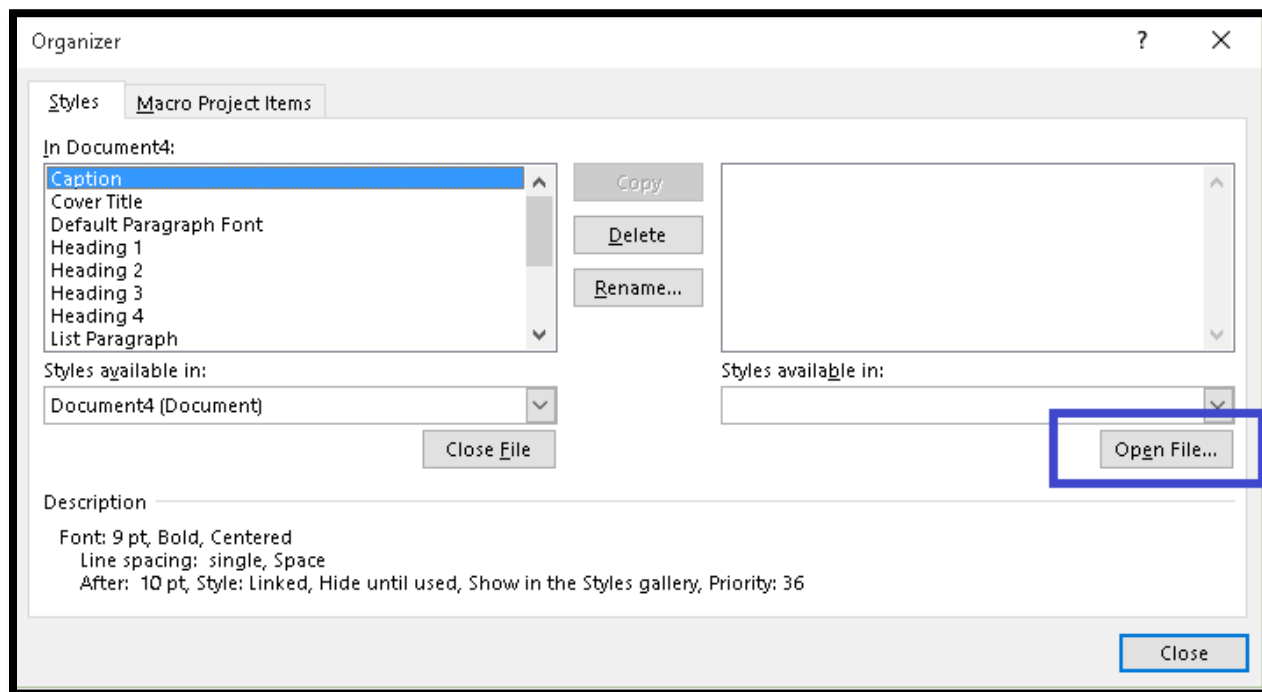 Organizer
?
Styles
Macro Project Items
In Document4:
Caption
Cover Title
Default Paragraph Font
Heading 1
Heading 2
Heading 3
Heading 4
List Paragraph
Copy
Delete
Rename...
Styles available in:
Document4 (Document)
Close File
Styles available in:
Open File...
Description
Font: 9 pt, Bold, Centered
Line spacing: single, Space
After: 10 pt, Style: Linked, Hide until used, Show in the Styles gallery, Priority: 36
Close